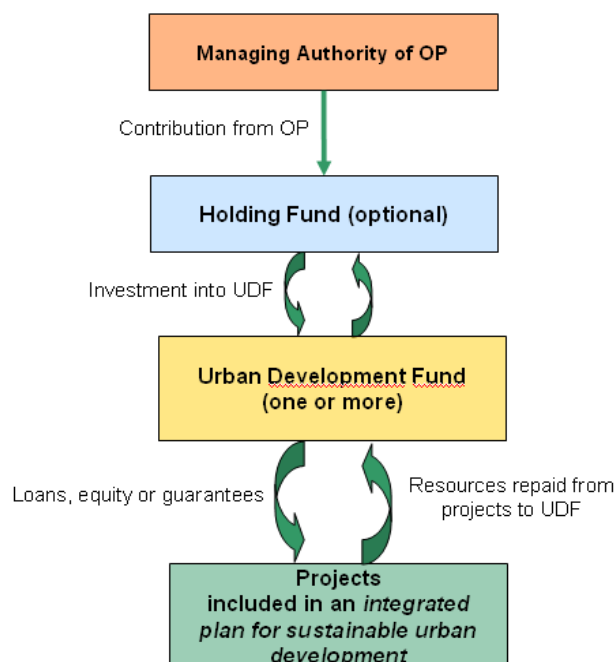 Managing Authority of OP
Contribution from OP
Holding Fund (optional)
Investment into UDF
Urban Development Fund
(one or more)
Loans, equity or guarantees
Resources repaid from
projects to UDF
Projects
included in an integrated
plan for sustainable urban
development